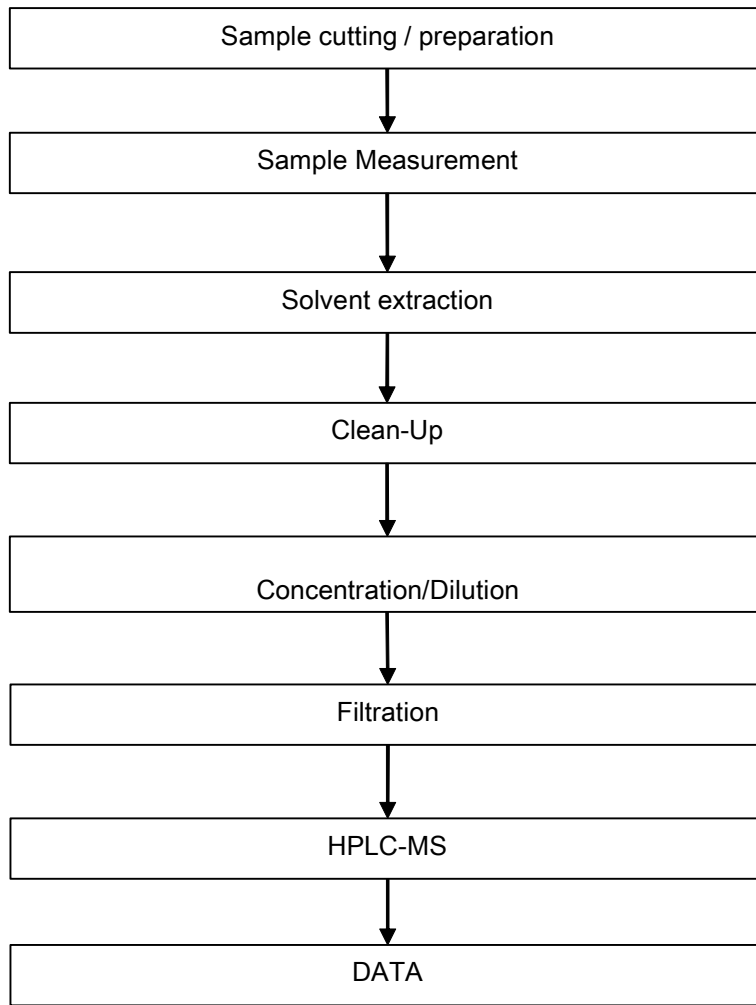 Sample cutting / preparation
Sample Measurement
Solvent extraction
Clean-Up
Concentration/Dilution
Filtration
HPLC-MS
DATA